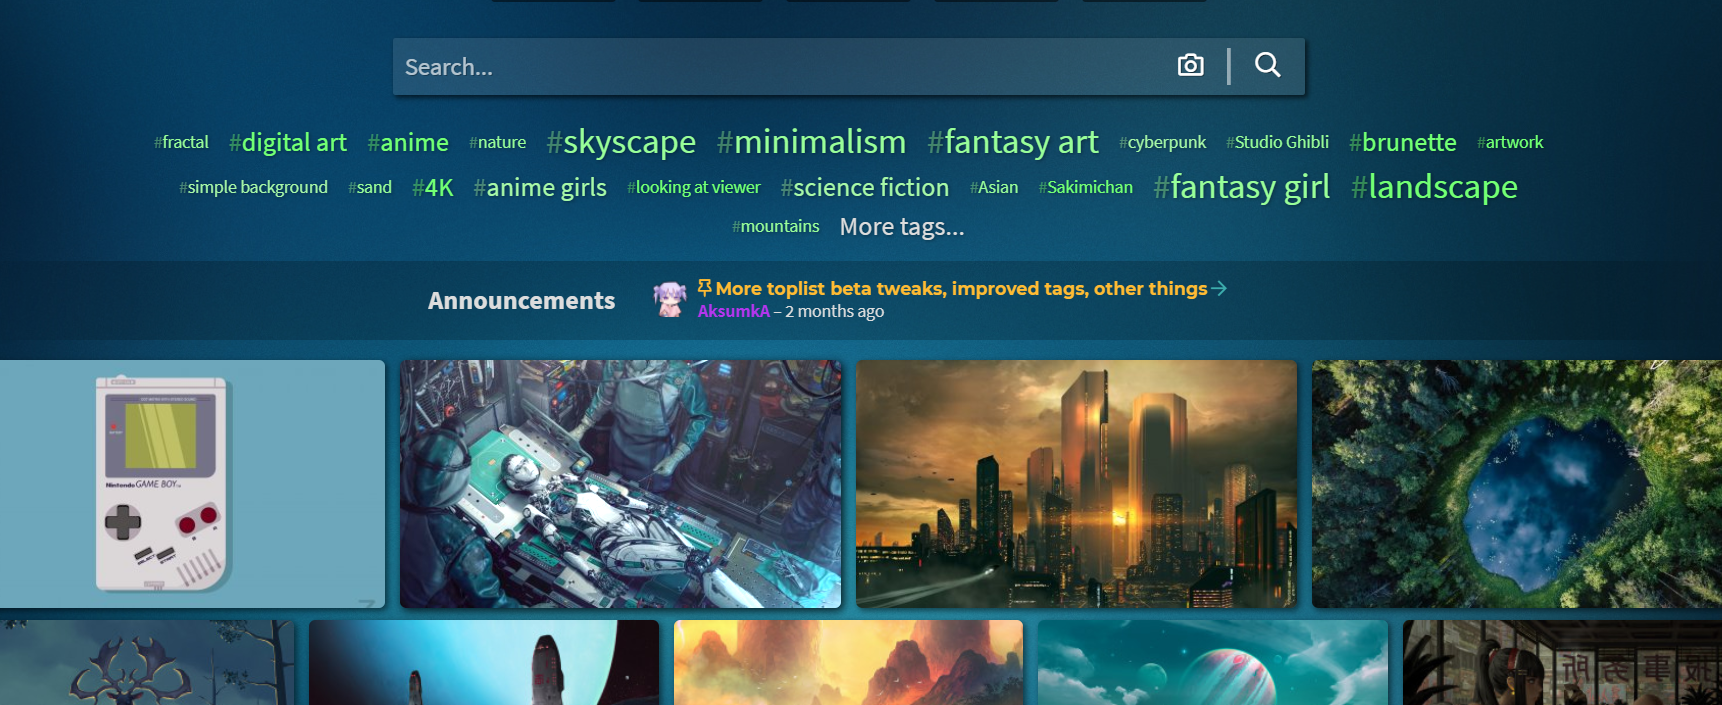 Search...
#fractal #digital art #anime #nature #skyscape #minimalism #fantasy art #cyberpunk #Studio Ghibli #brunette #artwork
#simple background #sand #4K #anime girls #looking at viewer #science fiction #Asian #Sakimichan #fantasy girl #landscape
#mountains More tags...
Announcements
More toplist beta tweaks, improved tags, other things
AksumkA – 2 months ago
Nintendo GAME BOY